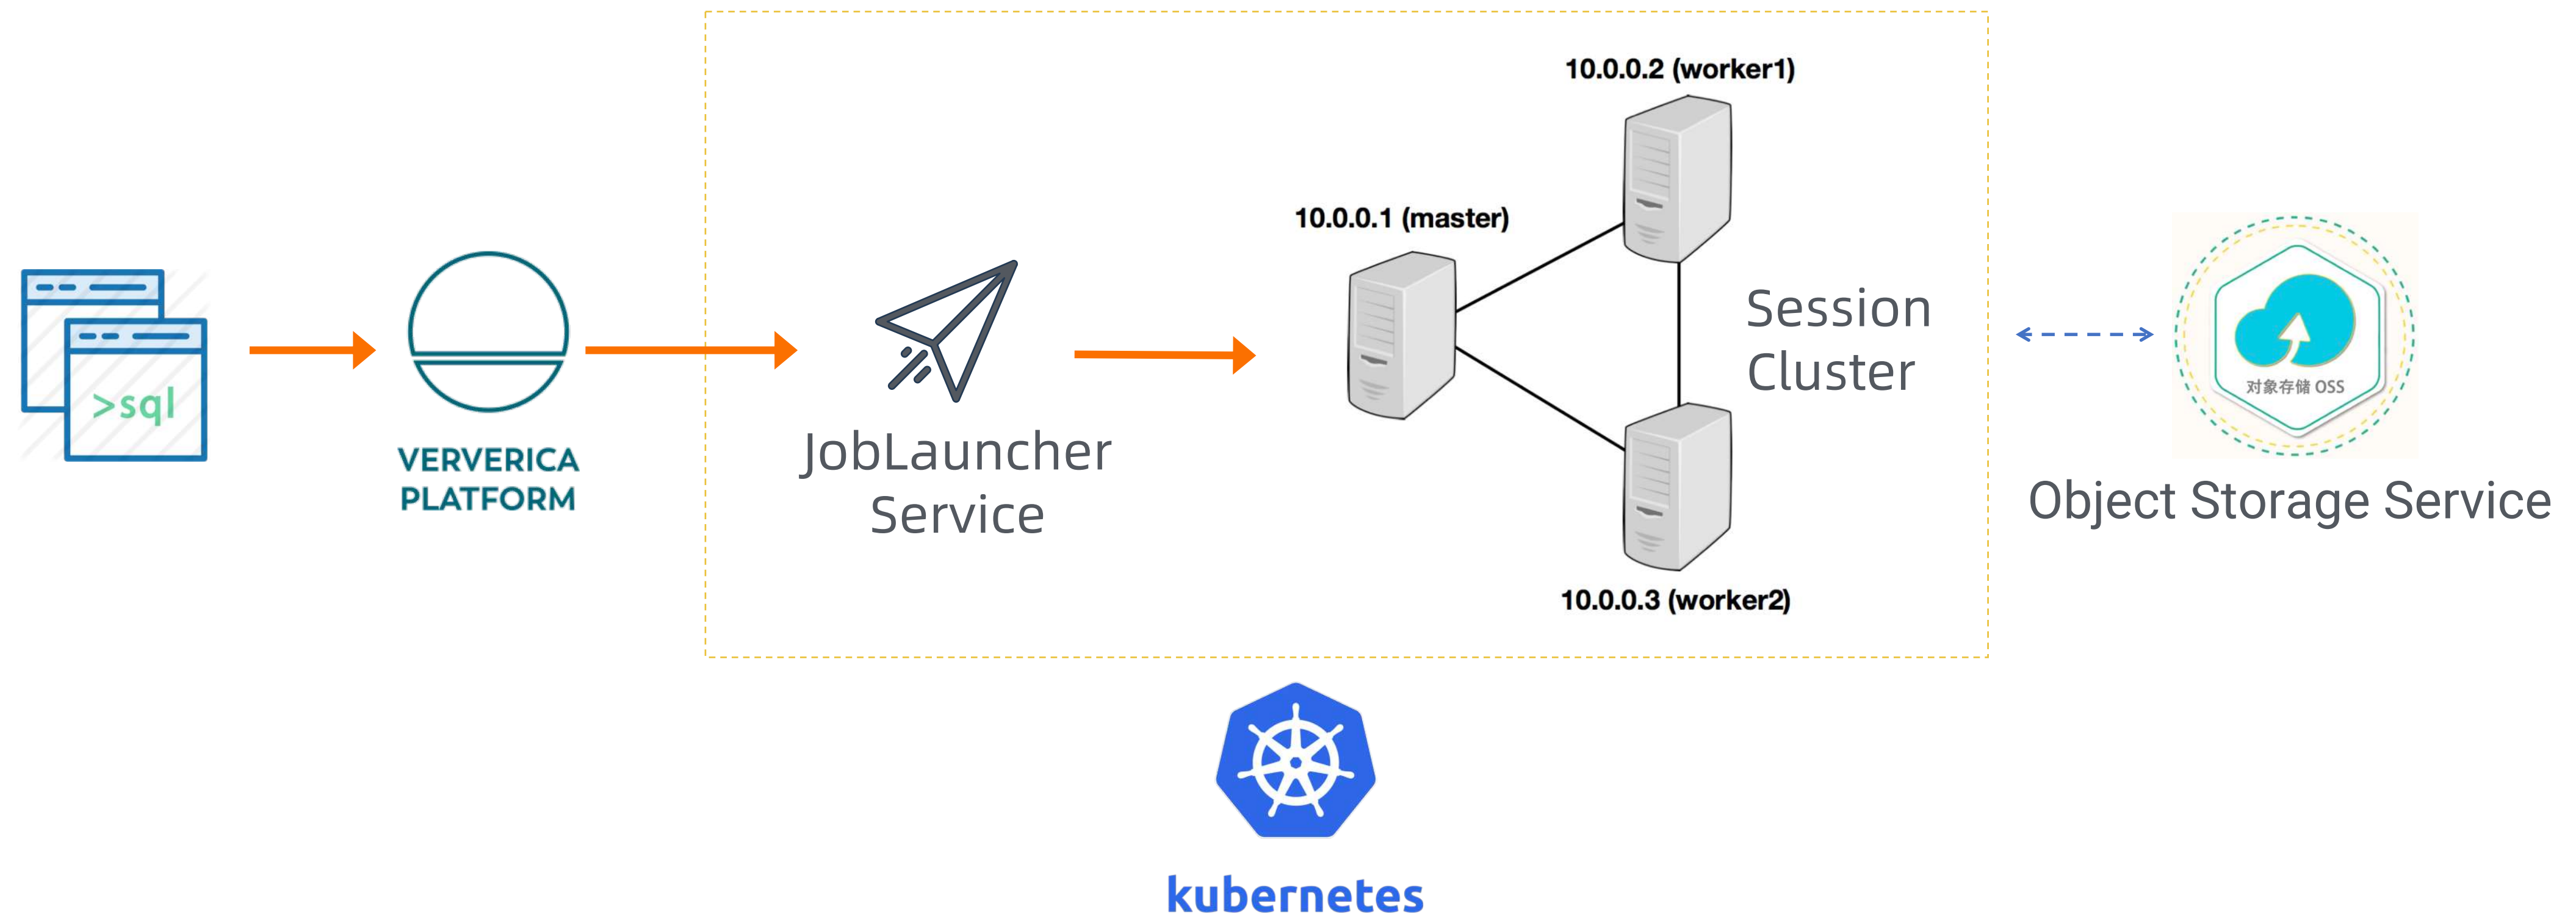 >sql
VERVERICA
PLATFORM
JobLauncher
Service
10.0.0.1 (master)
10.0.0.2 (worker1)
10.0.0.3 (worker2)
Session
Cluster
对象存储 OSS
Object Storage Service
kubernetes